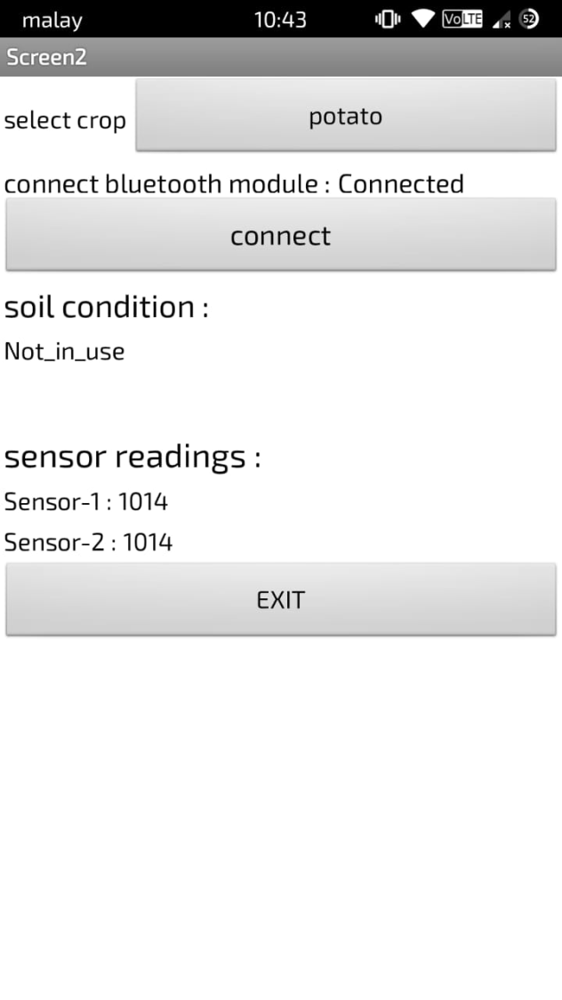 malay 10:43 VoLTE 52
Screen2
select crop potato
connect bluetooth module : Connected
connect
soil condition :
Not_in_use
sensor readings :
Sensor-1 : 1014
Sensor-2 : 1014
EXIT